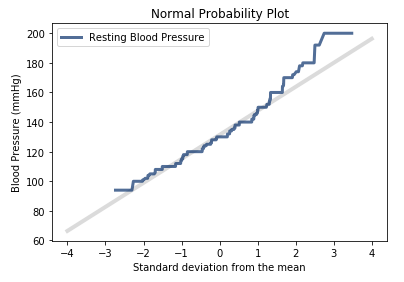 Normal Probability Plot
Resting Blood Pressure
Blood Pressure (mmHg)
200
180
160
140
120
100
80
60
−4 −3 −2 −1 0 1 2 3 4
Standard deviation from the mean